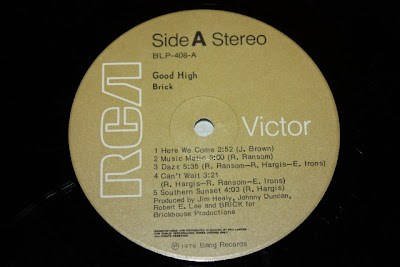 Side A Stereo
BLP-408-A
Good High
Brick
RCA
Victor
1 Here We Come 2:52 (J. Brown)
2 Music Matic 3:00 (R. Ransom)
3 Dazz 5:35 (R. Ransom—R. Hargis—E. Irons)
4 Can't Wait 3:21
(R. Hargis—R. Ransom—E. Irons)
5 Southern Sunset 4:03 (R. Hargis)
Produced by Jim Healy, Johnny Duncan,
Robert E. Lee and BRICK for
Brickhouse Productions
© 1976 Bang Records